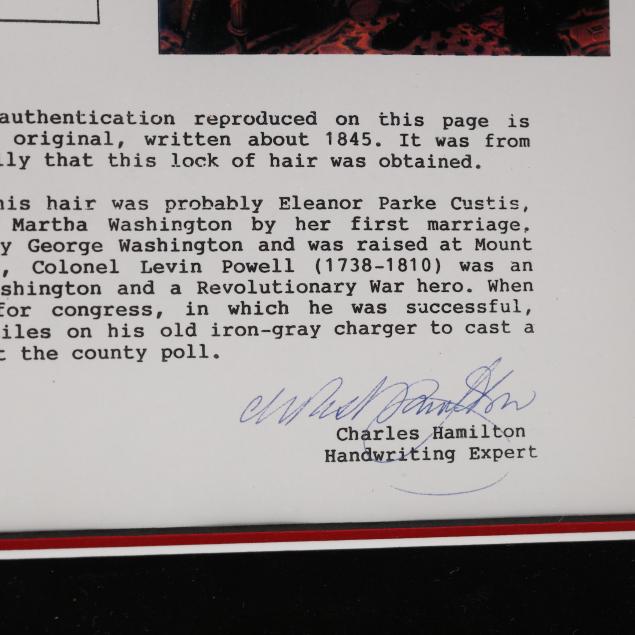 authentication reproduced on this page is
original, written about 1845. It was from
lly that this lock of hair was obtained.
his hair was probably Eleanor Parke Custis,
Martha Washington by her first marriage,
y George Washington and was raised at Mount
, Colonel Levin Powell (1738-1810) was an
shington and a Revolutionary War hero. When
for congress, in which he was successful,
iles on his old iron-gray charger to cast a
t the county poll.
Charles Hamilton
Charles Hamilton
Handwriting Expert